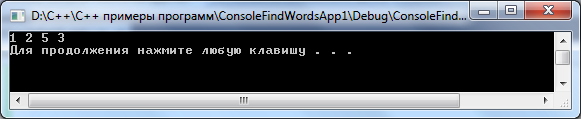 D:\C++\C++ примеры программ\ConsoleFindWordsApp1\Debug\ConsoleFind...
1 2 5 3
Для продолжения нажмите любую клавишу . . .